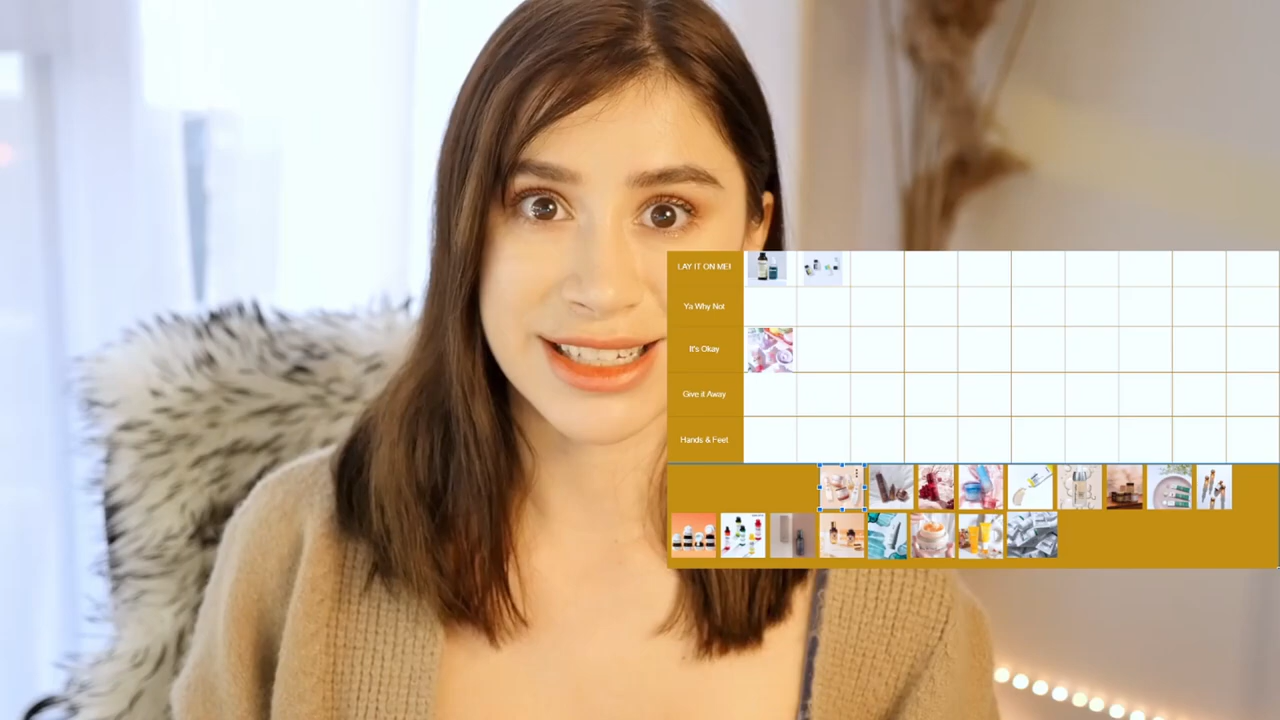 LAY IT ON ME!
Ya Why Not
It's Okay
Give it Away
Hands & Feet